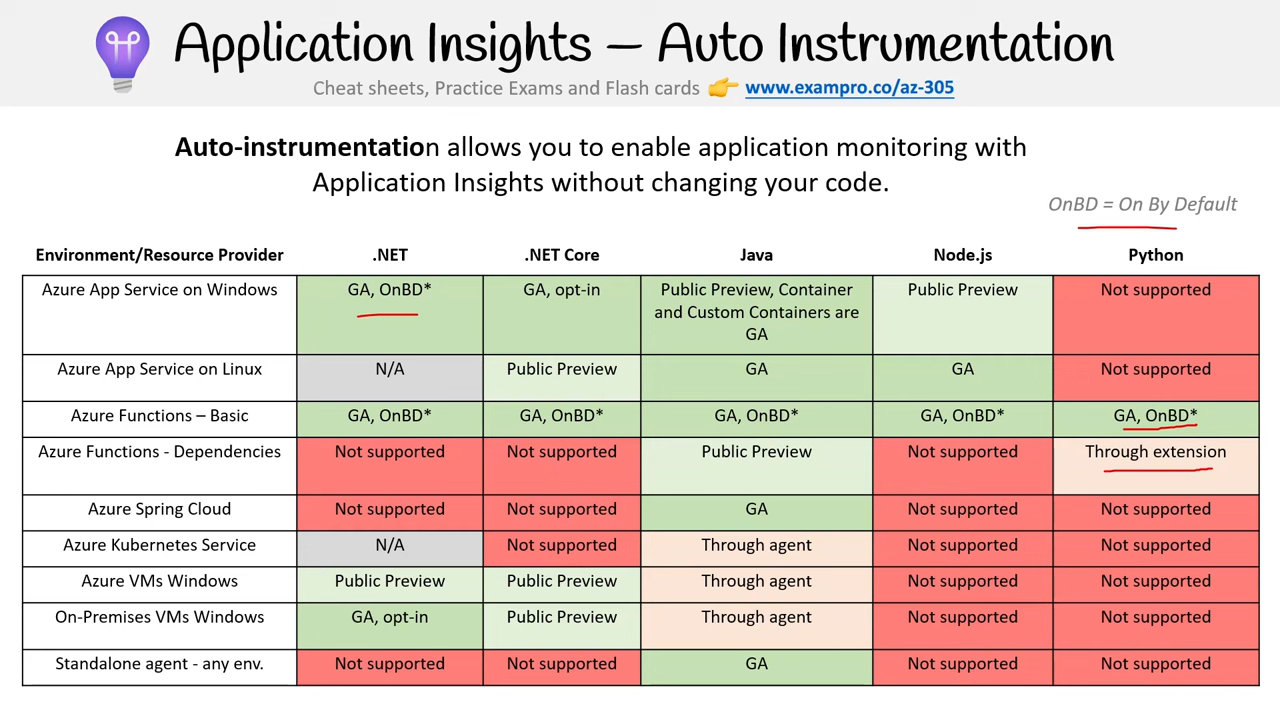 Application Insights — Auto Instrumentation
Cheat sheets, Practice Exams and Flash cards 👉 www.exampro.co/az-305
Auto-instrumentation allows you to enable application monitoring with
Application Insights without changing your code.
OnBD = On By Default
Environment/Resource Provider .NET .NET Core Java Node.js Python
Azure App Service on Windows GA, OnBD* GA, opt-in Public Preview, Container Public Preview Not supported
and Custom Containers are
GA
Azure App Service on Linux N/A Public Preview GA GA Not supported
Azure Functions – Basic GA, OnBD* GA, OnBD* GA, OnBD* GA, OnBD* GA, OnBD*
Azure Functions - Dependencies Not supported Not supported Public Preview Not supported Through extension
Azure Spring Cloud Not supported Not supported GA Not supported Not supported
Azure Kubernetes Service N/A Not supported Through agent Not supported Not supported
Azure VMs Windows Public Preview Public Preview Through agent Not supported Not supported
On-Premises VMs Windows GA, opt-in Public Preview Through agent Not supported Not supported
Standalone agent - any env. Not supported Not supported GA Not supported Not supported